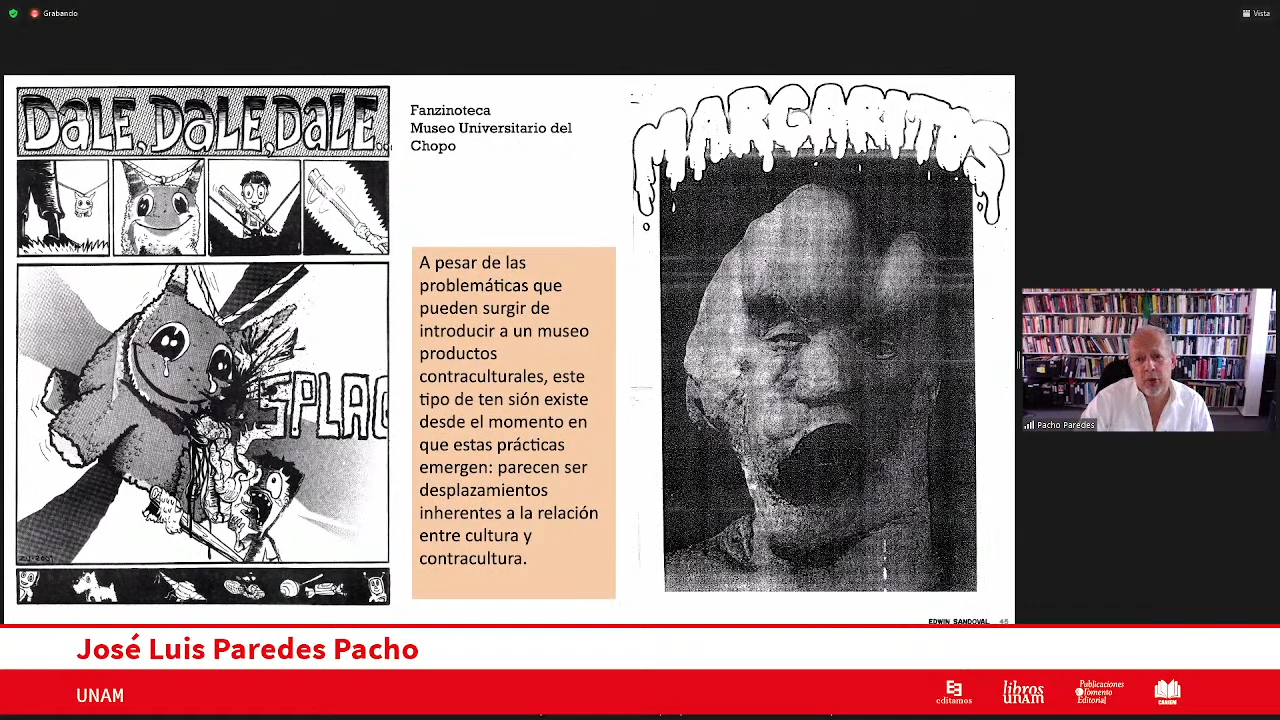 Grabando
Vista
DALE, DALE, DALE
Fanzinoteca
Museo Universitario del
Chopo
MARGARITOS
A pesar de las
problemáticas que
pueden surgir de
introducir a un museo
productos
contraculturales, este
tipo de ten sión existe
desde el momento en
que estas prácticas
emergen: parecen ser
desplazamientos
inherentes a la relación
entre cultura y
contracultura.
SPLAC
Pacho Paredes
EDWIN SANDOVAL 45
José Luis Paredes Pacho
UNAM
editamos
libros
unam
Publicaciones
Fomento
Editorial
CANIEM